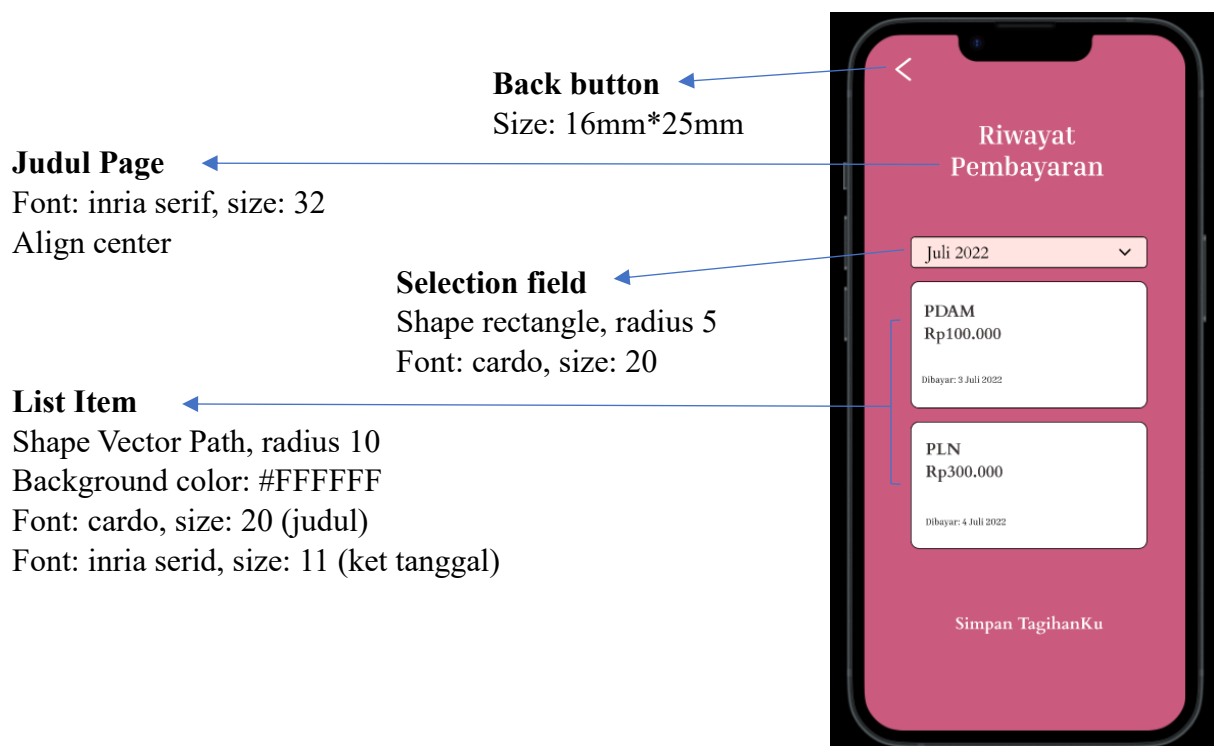 Back button
Size: 16mm*25mm
Judul Page
Font: inria serif, size: 32
Align center
Selection field
Shape rectangle, radius 5
Font: cardo, size: 20
List Item
Shape Vector Path, radius 10
Background color: #FFFFFF
Font: cardo, size: 20 (judul)
Font: inria serid, size: 11 (ket tanggal)
Riwayat
Pembayaran
Juli 2022
PDAM
Rp100.000
Dibayar: 3 Juli 2022
PLN
Rp300.000
Dibayar: 4 Juli 2022
Simpan TagihanKu